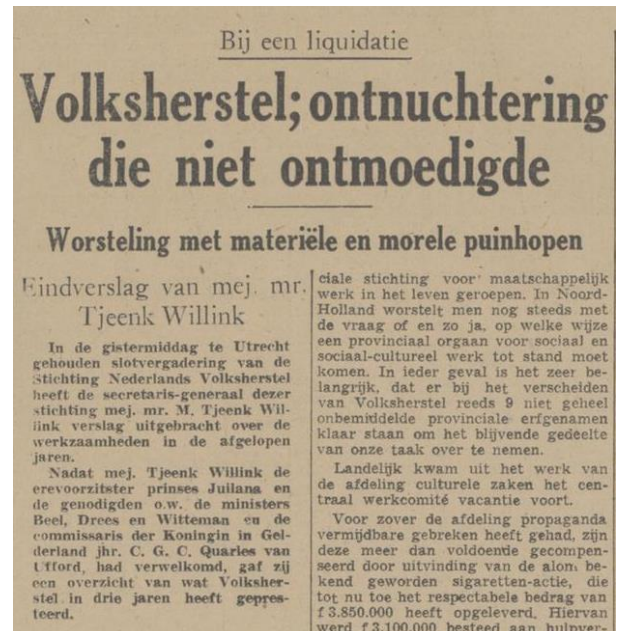 Bij een liquidatie
Volksherstel; ontnuchtering
die niet ontmoedigde
Worsteling met materiële en morele puinhopen
Eindverslag van mej. mr.
Tjeenk Willink
In de gistermiddag te Utrecht
gehouden slotvergadering van de
Stichting Nederlands Volksherstel
heeft de secretaris-generaal dezer
stichting mej. mr. M. Tjeenk Wil-
link verslag uitgebracht over de
werkzaamheden in de afgelopen
jaren.
Nadat mej. Tjeenk Willink de
erevoorzitster prinses Juliana en
de genodigden o.w. de ministers
Beel, Drees en Witteman en de
commissaris der Koningin in Gel-
derland jhr. C. G. C. Quarles van
Ufford, had verwelkomd, gaf zij
een overzicht van wat Volksher-
stel in drie jaren heeft gepres-
teerd.
ciale stichting voor maatschappelijk
werk in het leven geroepen. In Noord-
Holland worstelt men nog steeds met
de vraag of en zo ja, op welke wijze
een provinciaal orgaan voor sociaal en
sociaal-cultureel werk tot stand moet
komen. In ieder geval is het zeer be-
langrijk, dat er bij het verscheiden
van Volksherstel reeds 9 niet geheel
onbemiddelde provinciale erfgenamen
klaar staan om het blijvende gedeelte
van onze taak over te nemen.
Landelijk kwam uit het werk van
de afdeling culturele zaken het cen-
traal werkcomité vacantie voort.
Voor zover de afdeling propaganda
vermijdbare gebreken heeft gehad, zijn
deze meer dan voldoende gecompen-
seerd door uitvinding van de alom be-
kend geworden sigaretten-actie, die
tot nu toe het respectabele bedrag van
f 3.850.000 heeft opgeleverd. Hiervan
werd f 3.100.000 besteed aan hulpver-